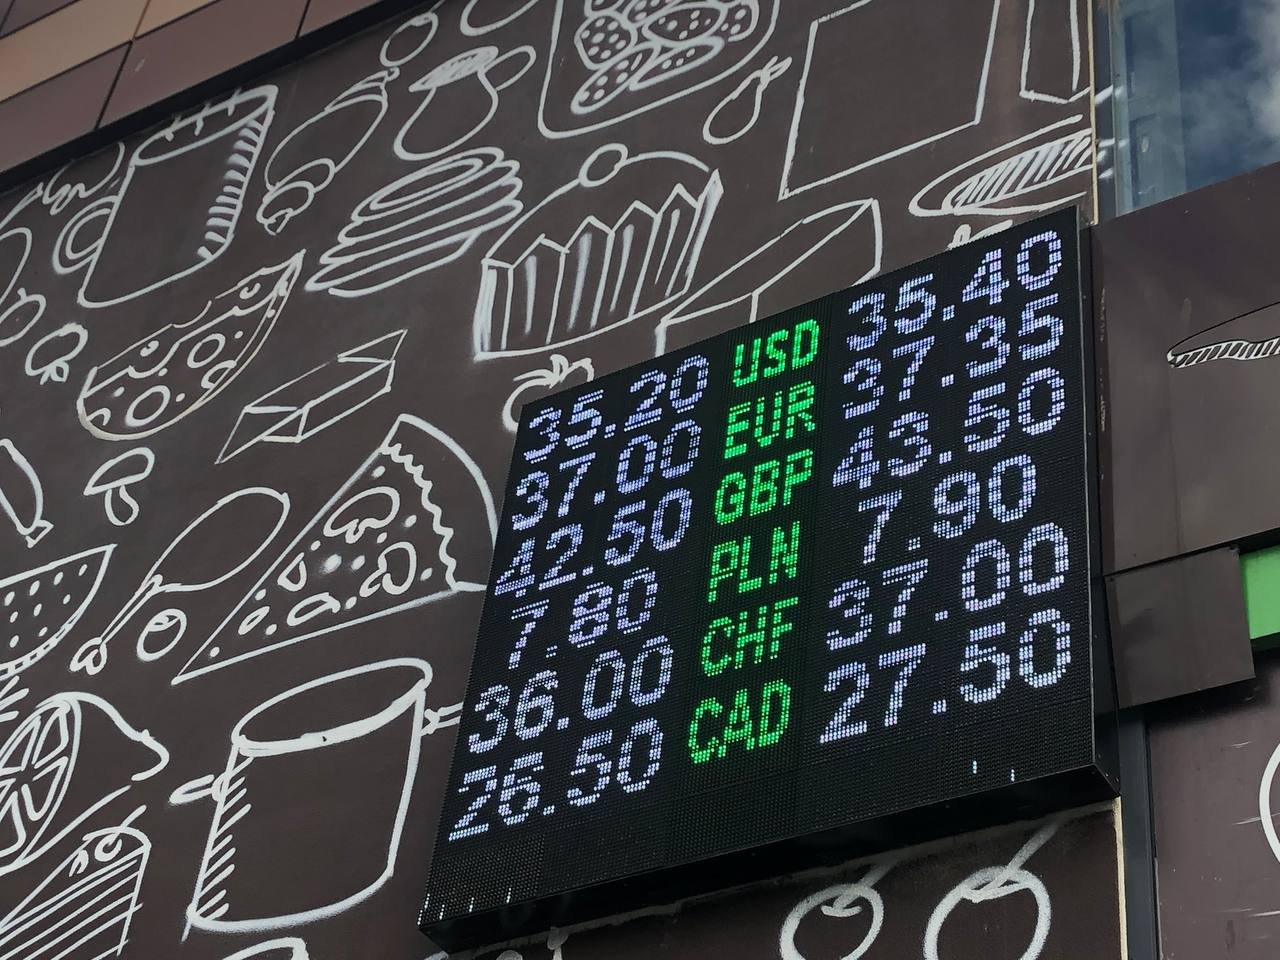 35.20 USD 35.40
37.00 EUR 37.35
42.50 GBP 43.50
7.80 PLN 7.90
36.00 CHF 37.00
26.50 CAD 27.50